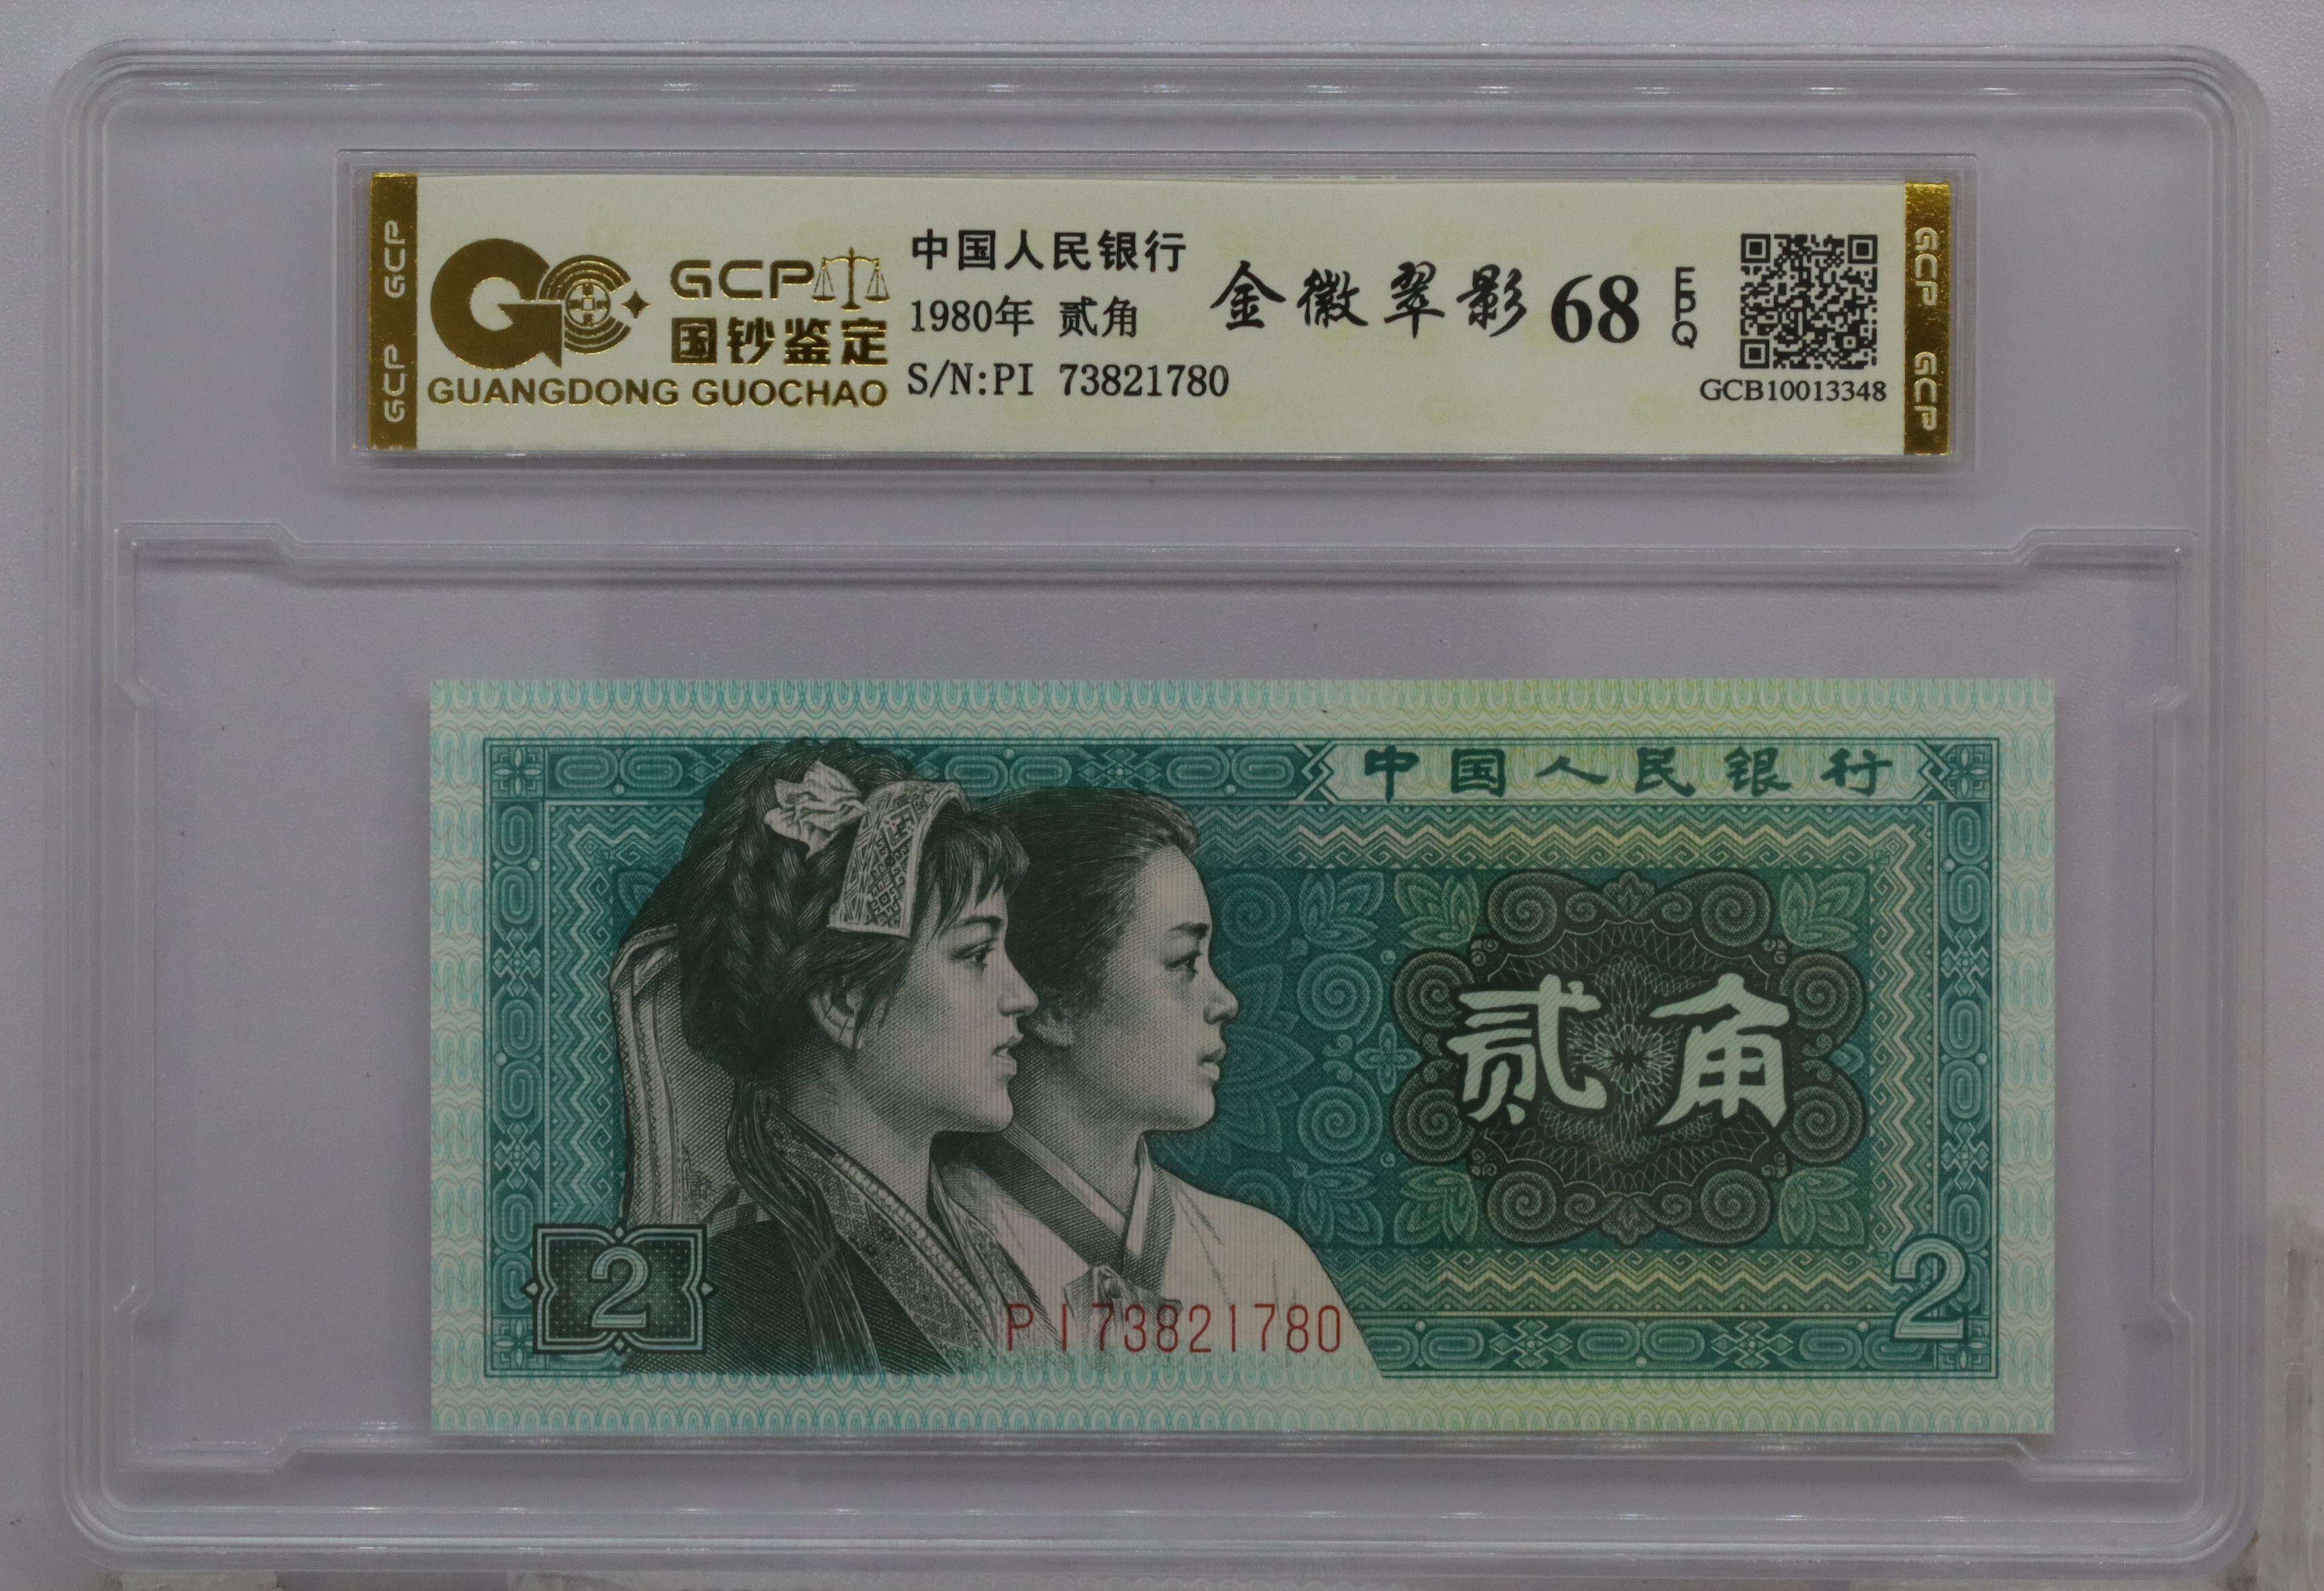 GCP
GCP
GCP
国钞鉴定
GUANGDONG GUOCHAO
中国人民银行
1980年 贰角
S/N:PI 73821780
金徽翠影 68 EPQ
GCB10013348
GCP
GCP
中国人民银行
贰角
2
2
PI73821780